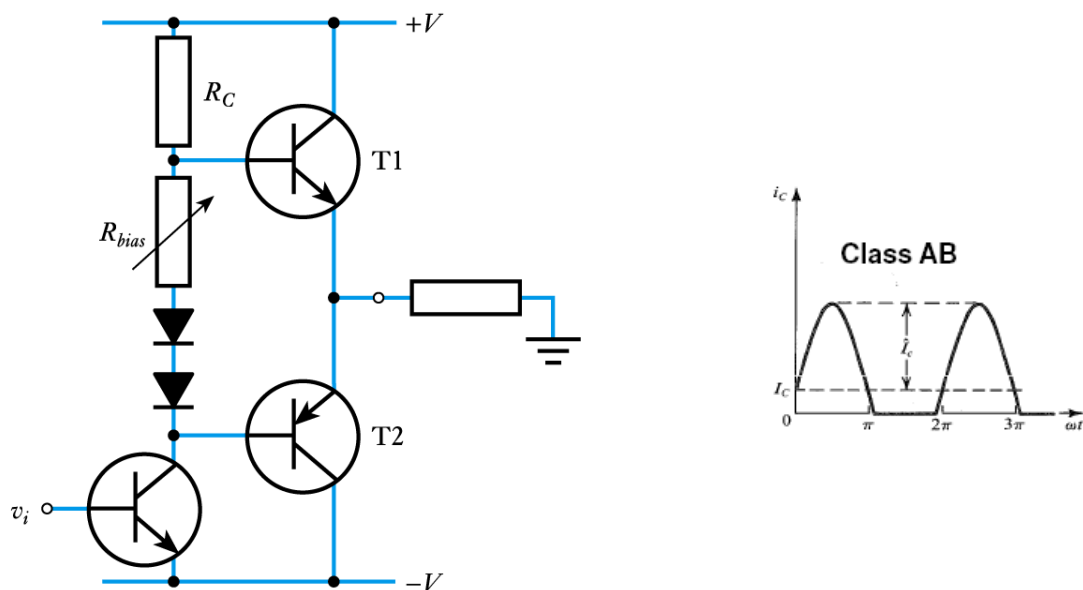 +V
R_C
T1
R_bias
T2
v_i
−V
i_C
Class AB
Î_c
I_C
0
π
2π
3π
ωt